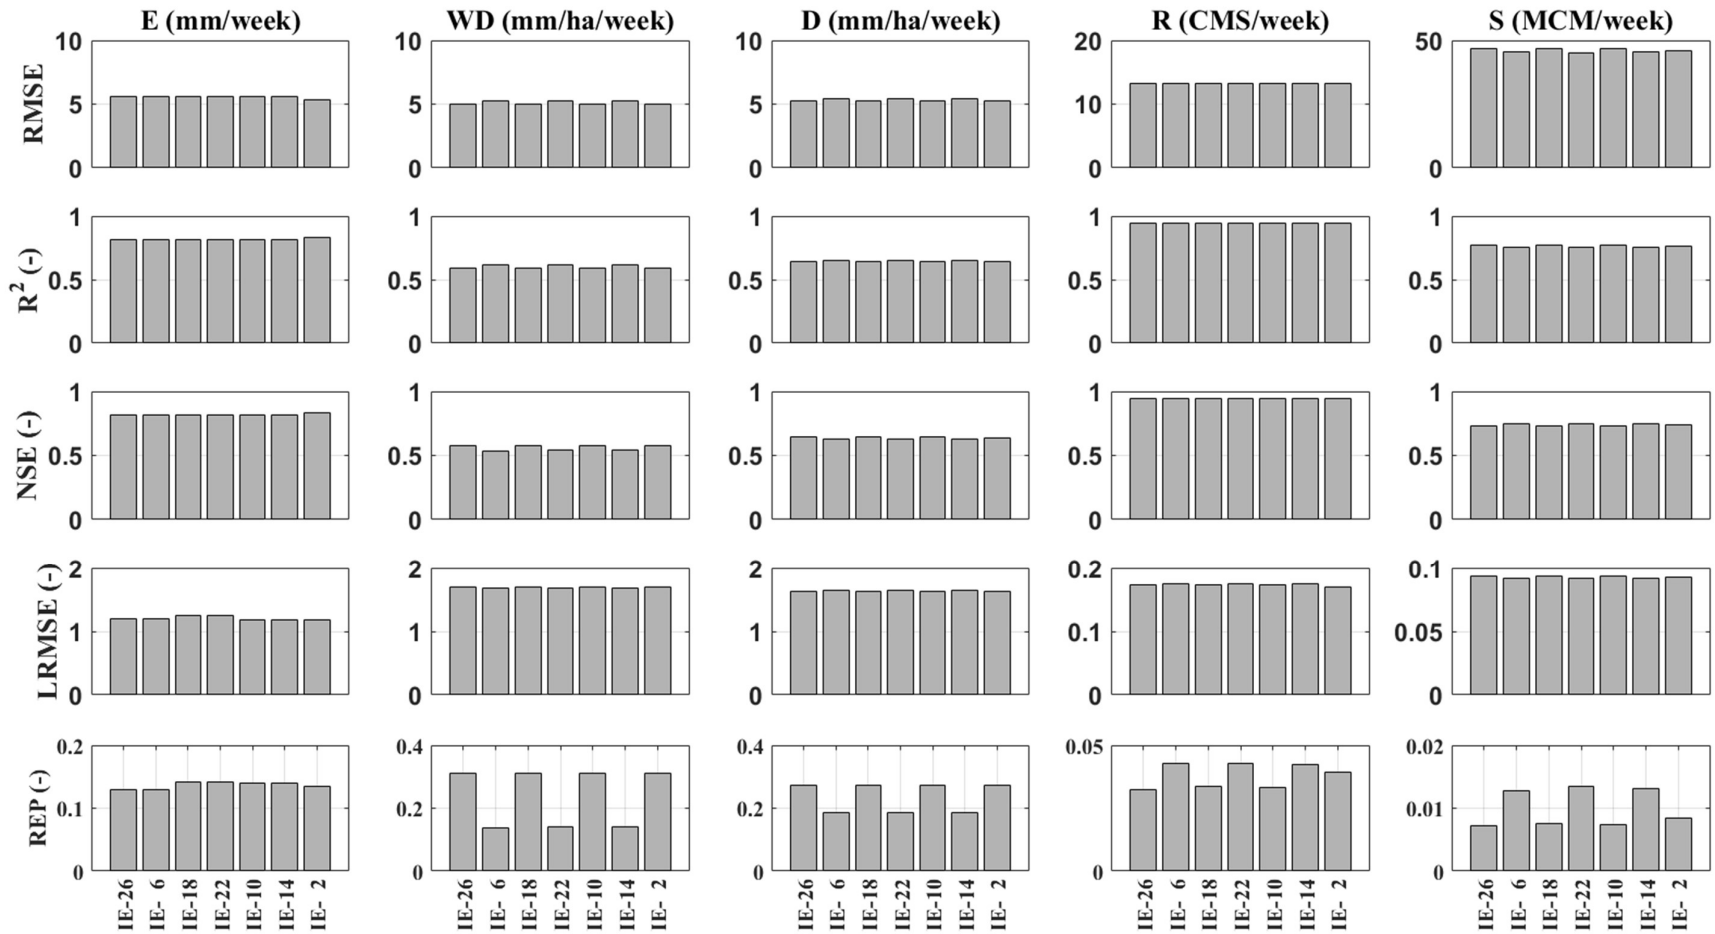 E (mm/week) WD (mm/ha/week) D (mm/ha/week) R (CMS/week) S (MCM/week)
10 10 10 20 50
RMSE
5 5 5 10
0 0 0 0 0
1 1 1 1 1
R2 (-)
0.5 0.5 0.5 0.5 0.5
0 0 0 0 0
1 1 1 1 1
NSE (-)
0.5 0.5 0.5 0.5 0.5
0 0 0 0 0
2 2 2 0.2 0.1
LRMSE (-)
1 1 1 0.1 0.05
0 0 0 0 0
0.2 0.4 0.4 0.05 0.02
REP (-)
0.1 0.2 0.2 0.01
0 0 0 0 0
IE-26 IE- 6 IE-18 IE-22 IE-10 IE-14 IE- 2 IE-26 IE- 6 IE-18 IE-22 IE-10 IE-14 IE- 2 IE-26 IE- 6 IE-18 IE-22 IE-10 IE-14 IE- 2 IE-26 IE- 6 IE-18 IE-22 IE-10 IE-14 IE- 2 IE-26 IE- 6 IE-18 IE-22 IE-10 IE-14 IE- 2